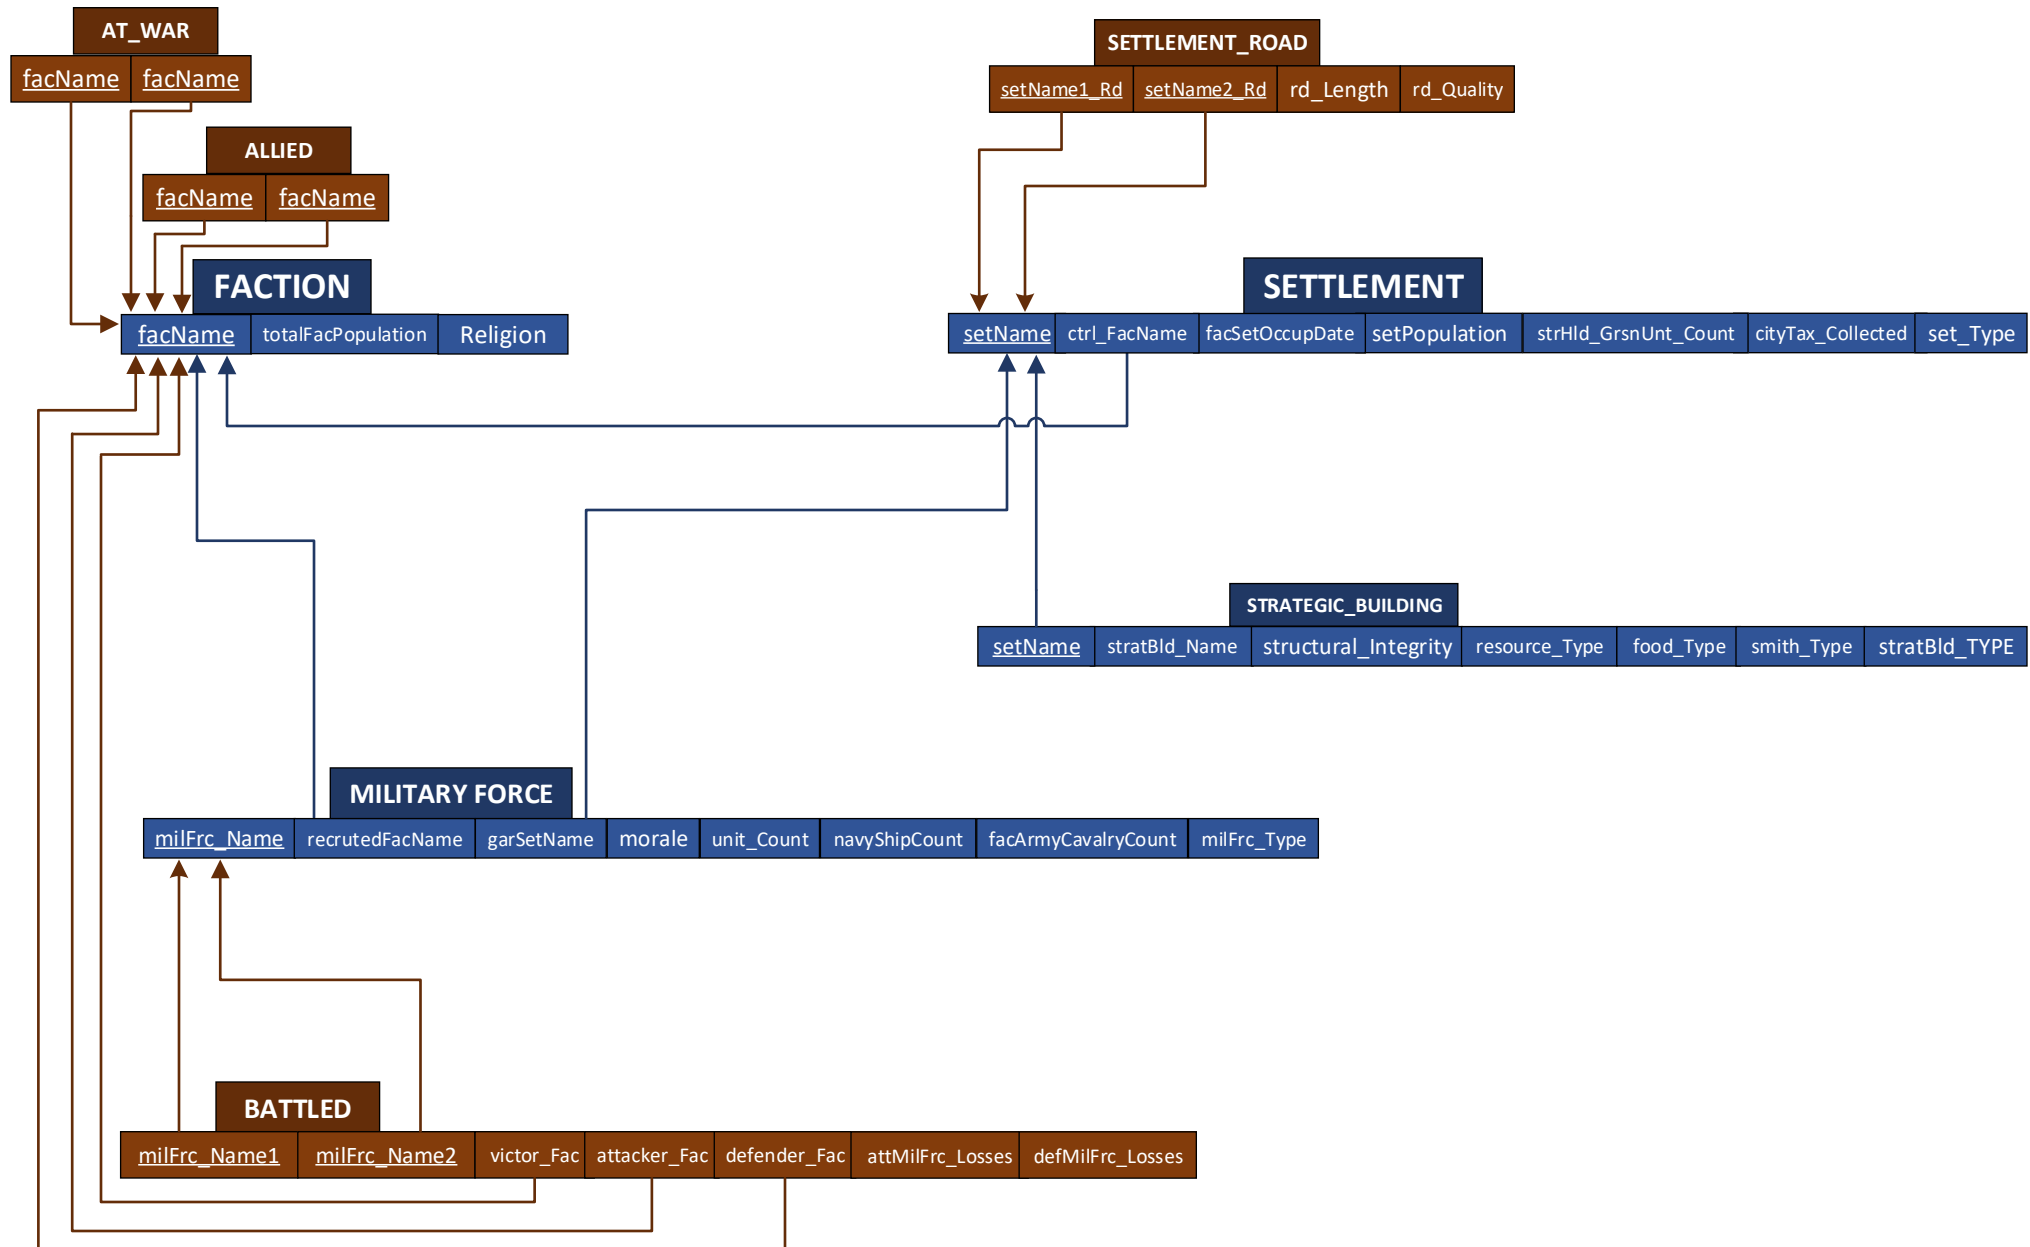 AT_WAR
facName facName
ALLIED
facName facName
SETTLEMENT_ROAD
setName1_Rd setName2_Rd rd_Length rd_Quality
FACTION
facName totalFacPopulation Religion
SETTLEMENT
setName ctrl_FacName facSetOccupDate setPopulation strHld_GrsnUnt_Count cityTax_Collected set_Type
STRATEGIC_BUILDING
setName stratBld_Name structural_Integrity resource_Type food_Type smith_Type stratBld_TYPE
MILITARY FORCE
milFrc_Name recrutedFacName garSetName morale unit_Count navyShipCount facArmyCavalryCount milFrc_Type
BATTLED
milFrc_Name1 milFrc_Name2 victor_Fac attacker_Fac defender_Fac attMilFrc_Losses defMilFrc_Losses